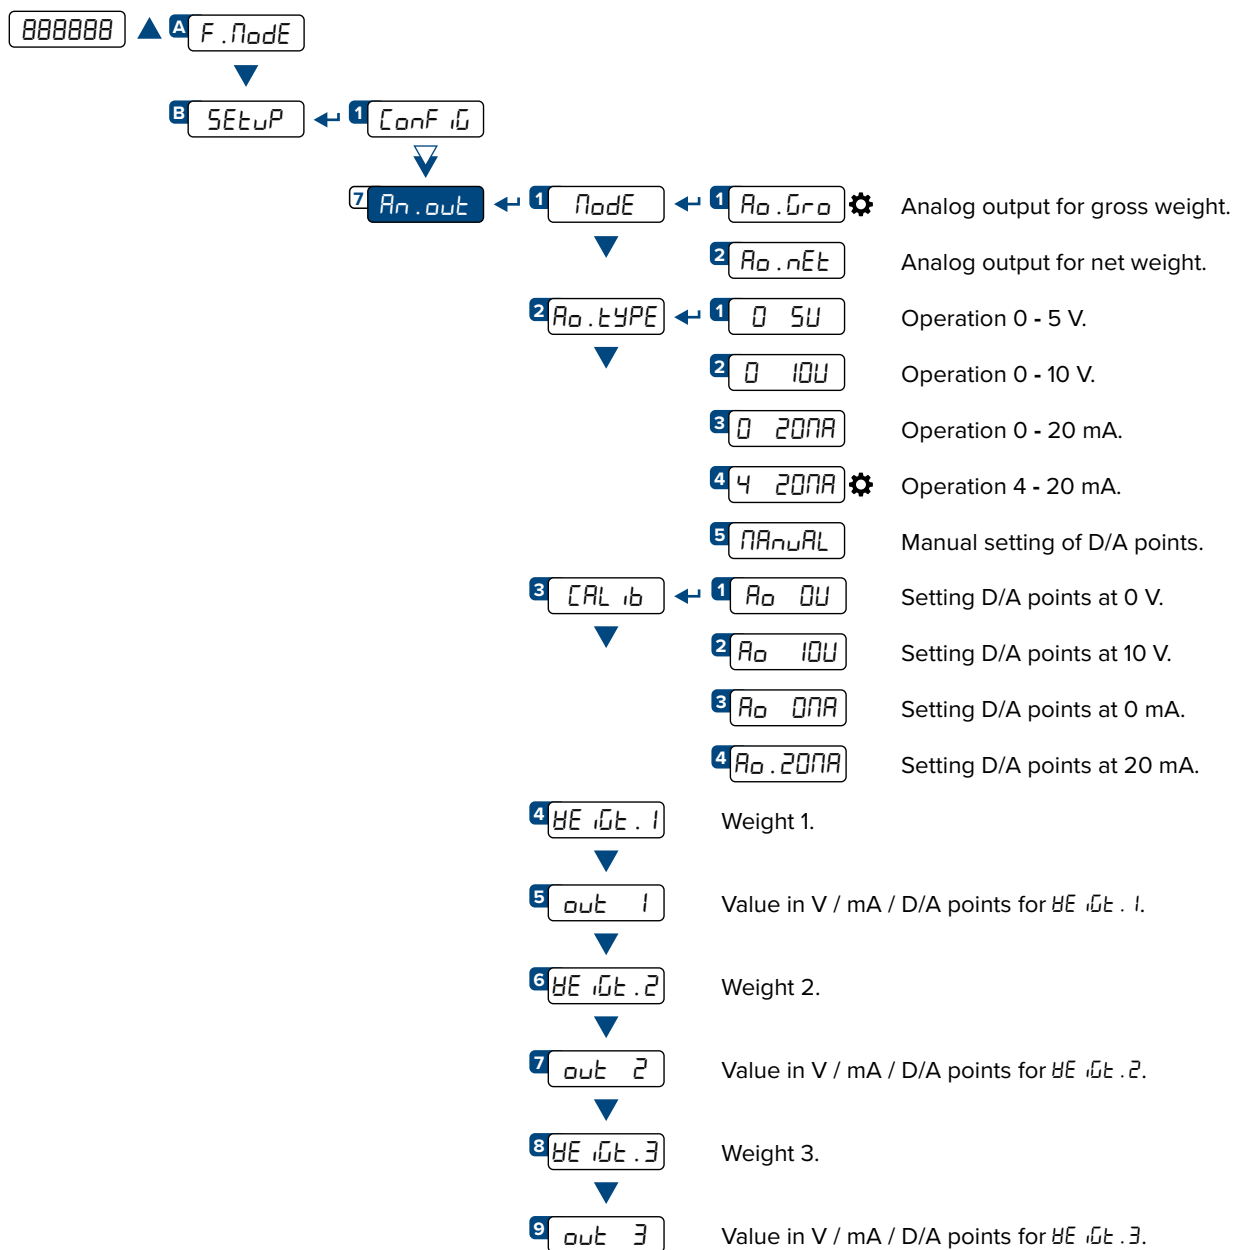 888888 A F.ModE
B SEtuP 1 ConFiG
7 An.out 1 ModE 1 Ao.Gro Analog output for gross weight.
2 Ao.nEt Analog output for net weight.
2 Ao.tYPE 1 0 5V Operation 0 - 5 V.
2 0 10V Operation 0 - 10 V.
3 0 20MA Operation 0 - 20 mA.
4 4 20MA Operation 4 - 20 mA.
5 MAnuAL Manual setting of D/A points.
3 CALib 1 Ao 0V Setting D/A points at 0 V.
2 Ao 10V Setting D/A points at 10 V.
3 Ao 0MA Setting D/A points at 0 mA.
4 Ao.20MA Setting D/A points at 20 mA.
4 WEiGt.1 Weight 1.
5 out 1 Value in V / mA / D/A points for WEiGt.1.
6 WEiGt.2 Weight 2.
7 out 2 Value in V / mA / D/A points for WEiGt.2.
8 WEiGt.3 Weight 3.
9 out 3 Value in V / mA / D/A points for WEiGt.3.